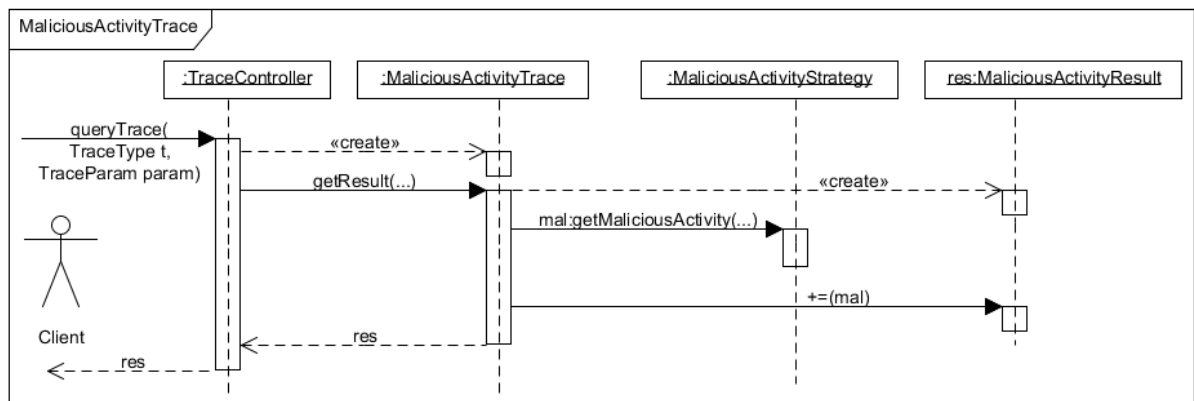 MaliciousActivityTrace
:TraceController
:MaliciousActivityTrace
:MaliciousActivityStrategy
res:MaliciousActivityResult
queryTrace(
TraceType t,
TraceParam param)
«create»
getResult(...)
«create»
mal:getMaliciousActivity(...)
+=(mal)
Client
res
res